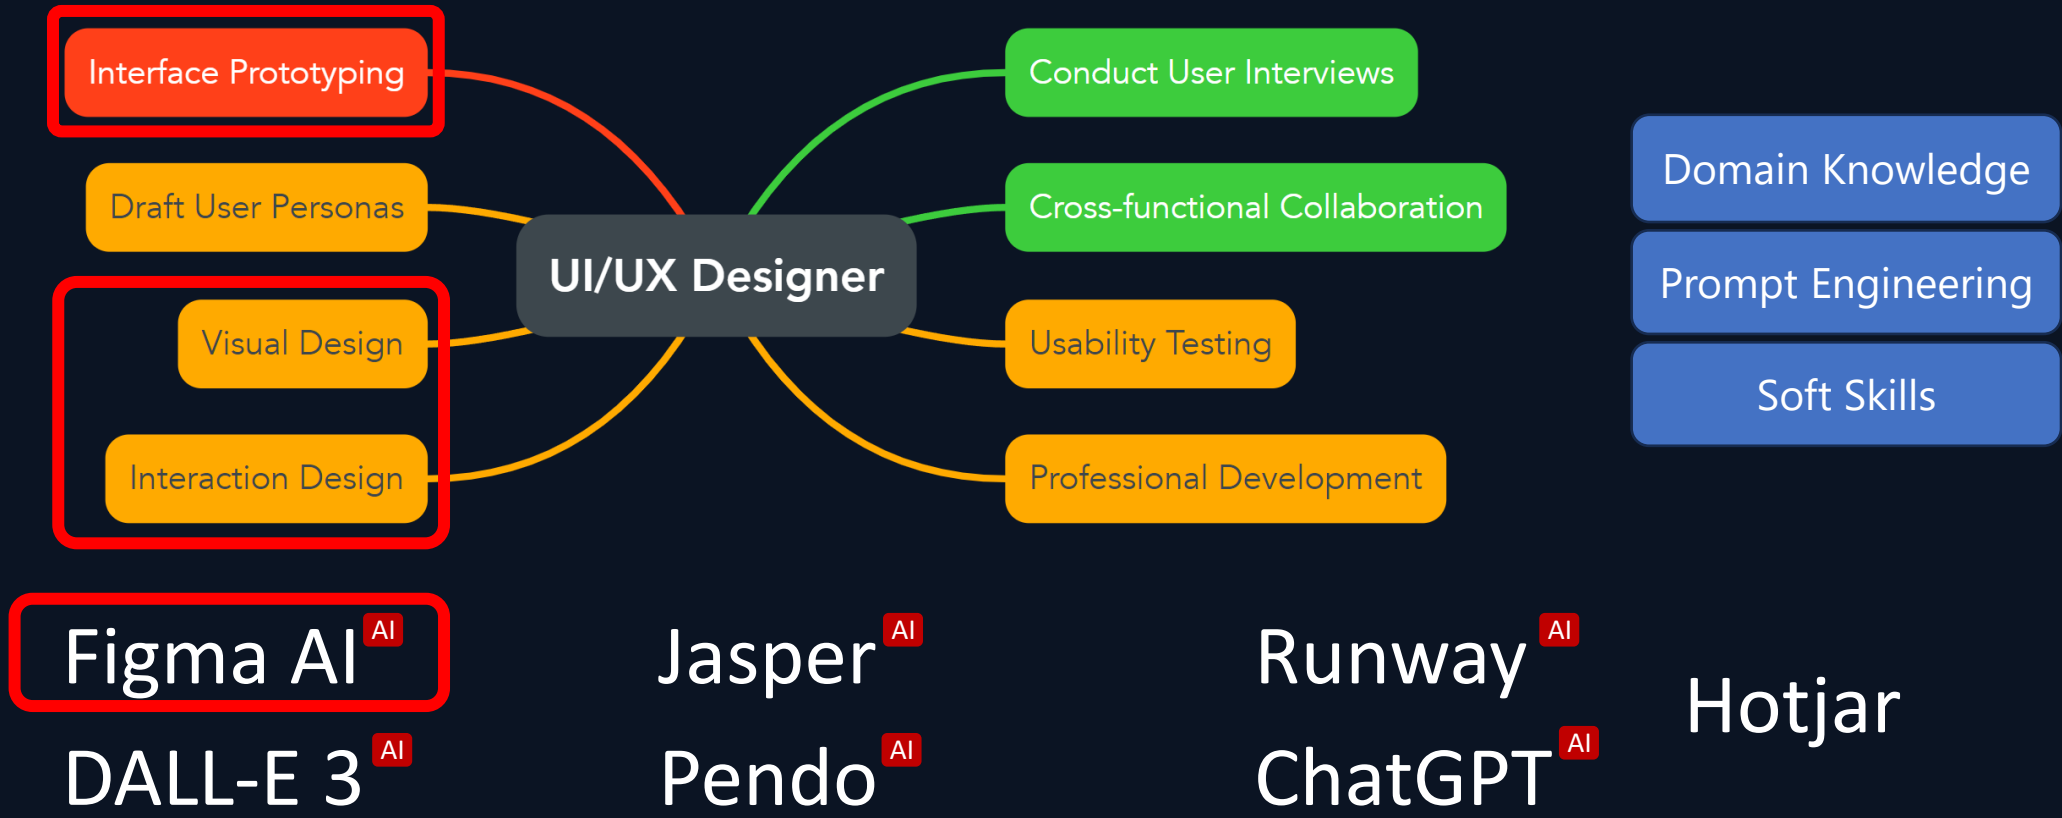 Interface Prototyping
Conduct User Interviews
Draft User Personas
Cross-functional Collaboration
UI/UX Designer
Visual Design
Usability Testing
Interaction Design
Professional Development
Domain Knowledge
Prompt Engineering
Soft Skills
Figma AI AI
Jasper AI
Runway AI
Hotjar
DALL-E 3 AI
Pendo AI
ChatGPT AI